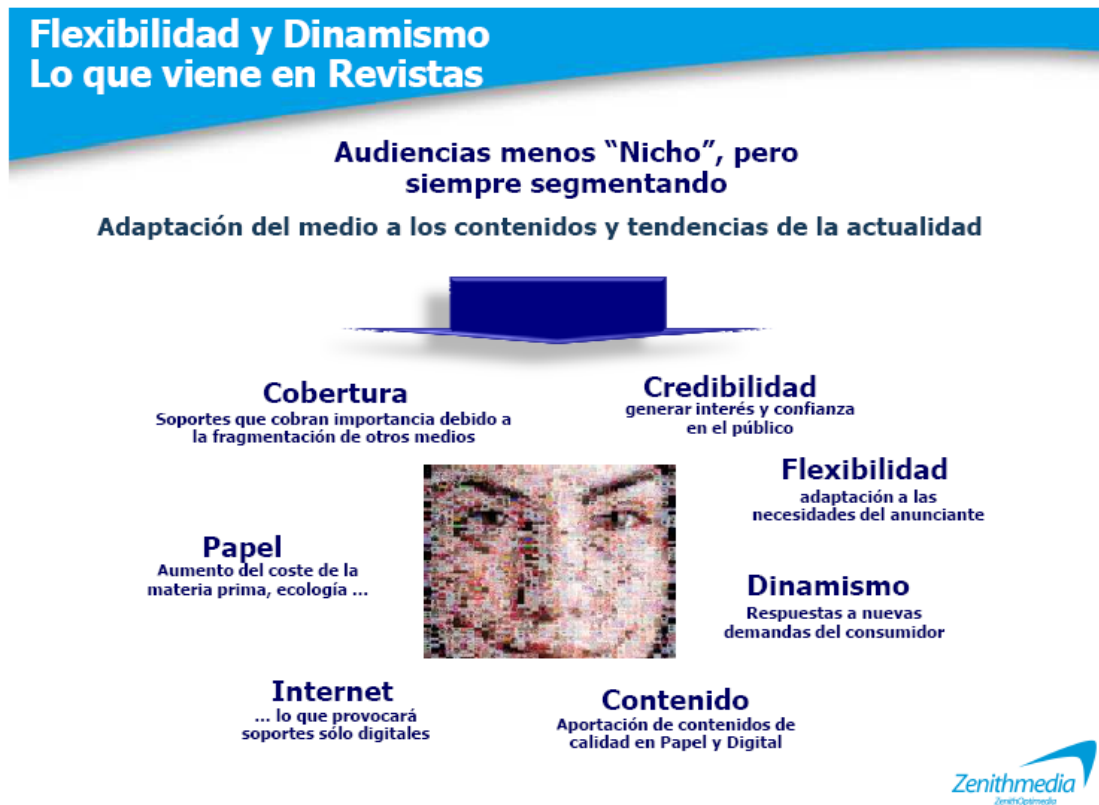 Flexibilidad y Dinamismo
Lo que viene en Revistas
Audiencias menos “Nicho”, pero
siempre segmentando
Adaptación del medio a los contenidos y tendencias de la actualidad
Cobertura
Soportes que cobran importancia debido a
la fragmentación de otros medios
Credibilidad
generar interés y confianza
en el público
Flexibilidad
adaptación a las
necesidades del anunciante
Papel
Aumento del coste de la
materia prima, ecología ...
Dinamismo
Respuestas a nuevas
demandas del consumidor
Internet
... lo que provocará
soportes sólo digitales
Contenido
Aportación de contenidos de
calidad en Papel y Digital
Zenithmedia
ZenithOptimedia